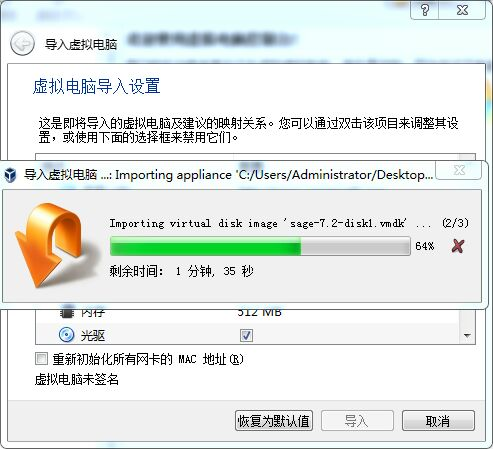 导入虚拟电脑
虚拟电脑导入设置
这是即将导入的虚拟电脑及建议的映射关系。您可以通过双击该项目来调整其设
置，或使用下面的选择框来禁用它们。
导入虚拟电脑 ...: Importing appliance 'C:/Users/Administrator/Desktop...
Importing virtual disk image 'sage-7.2-disk1.vmdk' ... (2/3)
64%
剩余时间: 1 分钟, 35 秒
内存 512 MB
光驱
重新初始化所有网卡的 MAC 地址(R)
虚拟电脑未签名
恢复为默认值 导入 取消